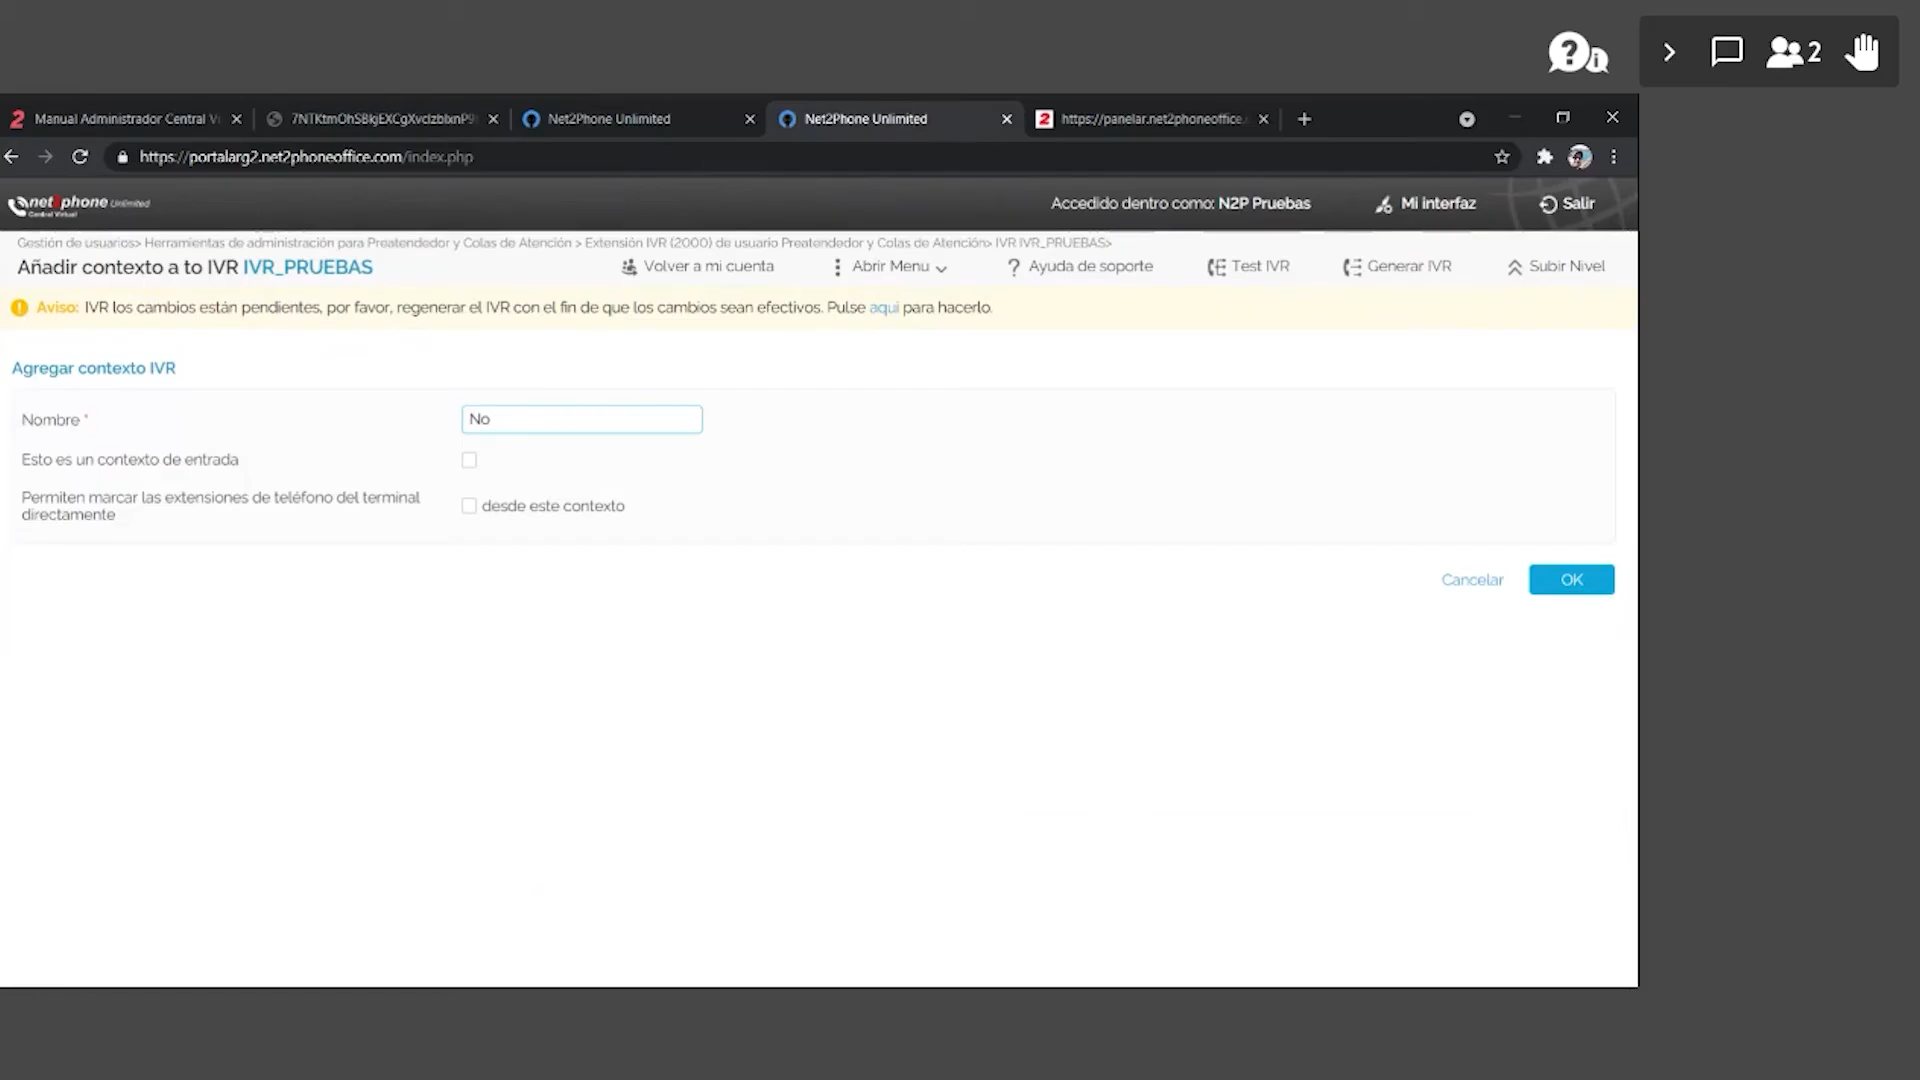 2
Manual Administrador Central Vi
Net2Phone Unlimited
Net2Phone Unlimited
https://panelar.net2phoneoffice.
https://portalarg2.net2phoneoffice.com/index.php
net2phone Unlimited
Central Virtual
Accedido dentro como: N2P Pruebas
Mi interfaz
Salir
Gestión de usuarios> Herramientas de administración para Preatendedor y Colas de Atención > Extensión IVR (2000) de usuario Preatendedor y Colas de Atención> IVR IVR_PRUEBAS>
Añadir contexto a to IVR IVR_PRUEBAS
Volver a mi cuenta
Abrir Menu
Ayuda de soporte
Test IVR
Generar IVR
Subir Nivel
Aviso: IVR los cambios están pendientes, por favor, regenerar el IVR con el fin de que los cambios sean efectivos. Pulse aqui para hacerlo.
Agregar contexto IVR
Nombre *
No
Esto es un contexto de entrada
Permiten marcar las extensiones de teléfono del terminal
directamente
desde este contexto
Cancelar
OK